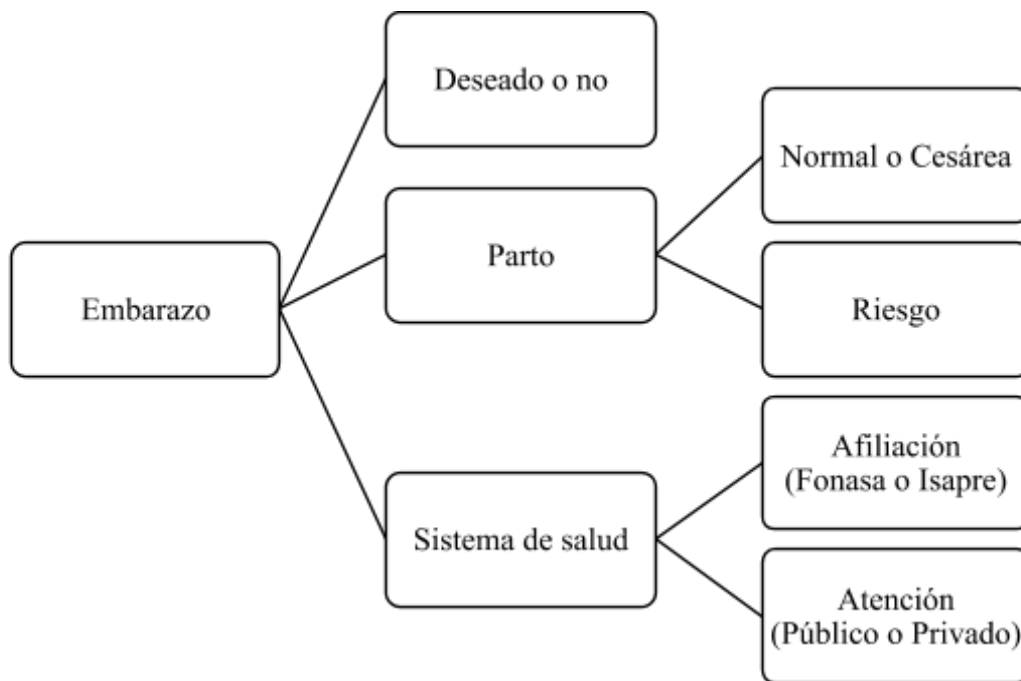 Embarazo
Deseado o no
Parto
Normal o Cesárea
Riesgo
Sistema de salud
Afiliación
(Fonasa o Isapre)
Atención
(Público o Privado)